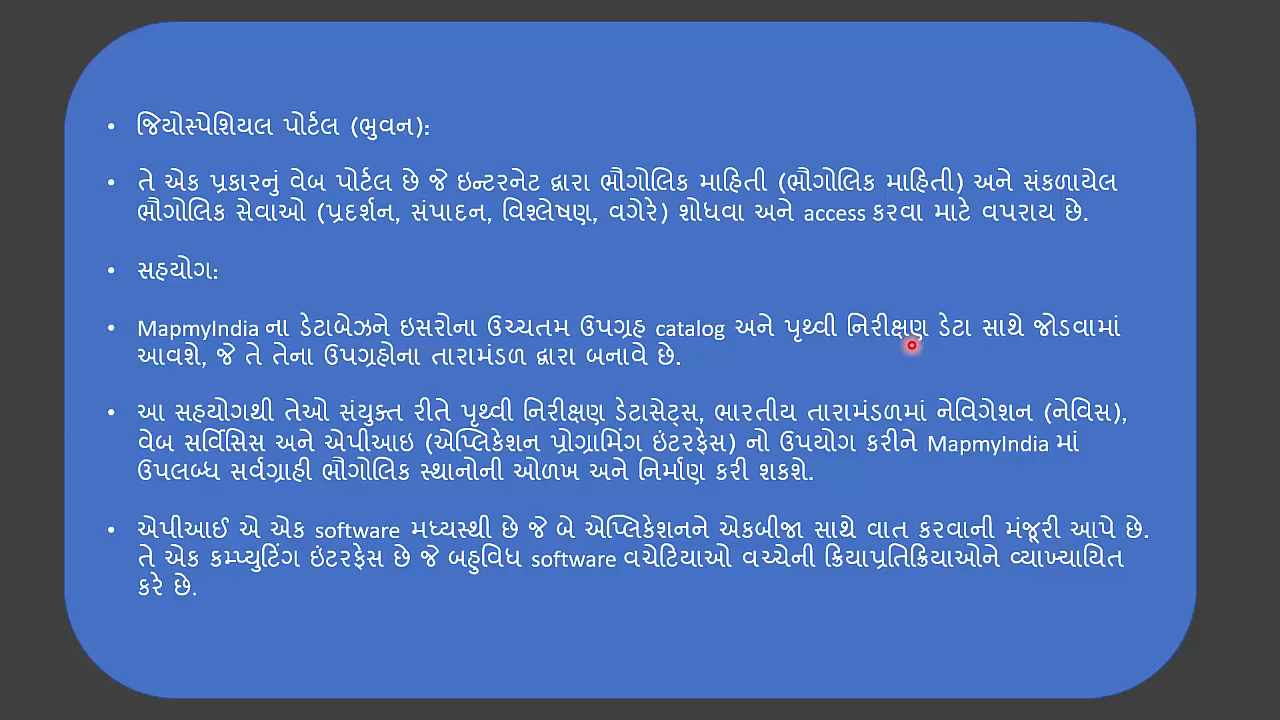 • જિયોસ્પેશિયલ પોર્ટલ (ભુવન):
• તે એક પ્રકારનું વેબ પોર્ટલ છે જે ઇન્ટરનેટ દ્વારા ભૌગોલિક માહિતી (ભૌગોલિક માહિતી) અને સંકળાયેલ
ભૌગોલિક સેવાઓ (પ્રદર્શન, સંપાદન, વિશ્લેષણ, વગેરે) શોધવા અને access કરવા માટે વપરાય છે.
• સહયોગ:
• MapmyIndia ના ડેટાબેઝને ઇસરોના ઉચ્ચતમ ઉપગ્રહ catalog અને પૃથ્વી નિરીક્ષણ ડેટા સાથે જોડવામાં
આવશે, જે તે તેના ઉપગ્રહોના તારામંડળ દ્વારા બનાવે છે.
• આ સહયોગથી તેઓ સંયુક્ત રીતે પૃથ્વી નિરીક્ષણ ડેટાસેટ્સ, ભારતીય તારામંડળમાં નેવિગેશન (નેવિસ),
વેબ સર્વિસિસ અને એપીઆઇ (એપ્લિકેશન પ્રોગ્રામિંગ ઇંટરફેસ) નો ઉપયોગ કરીને MapmyIndia માં
ઉપલબ્ધ સર્વગ્રાહી ભૌગોલિક સ્થાનોની ઓળખ અને નિર્માણ કરી શકશે.
• એપીઆઈ એ એક software મધ્યસ્થી છે જે બે એપ્લિકેશનને એકબીજા સાથે વાત કરવાની મંજૂરી આપે છે.
તે એક કમ્પ્યુટિંગ ઇંટરફેસ છે જે બહુવિધ software વચેટિયાઓ વચ્ચેની ક્રિયાપ્રતિક્રિયાઓને વ્યાખ્યાયિત
કરે છે.